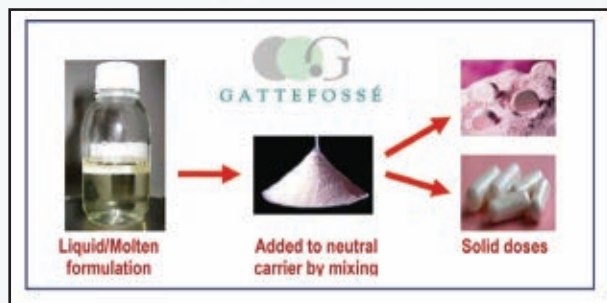 G
GATTEFOSSÉ
Liquid/Molten
formulation
Added to neutral
carrier by mixing
Solid doses